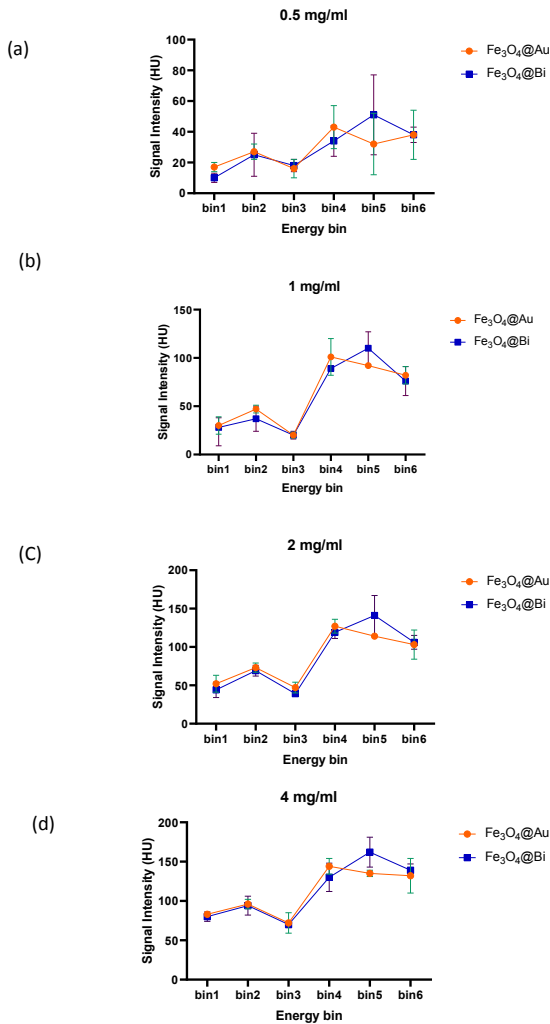 0.5 mg/ml
(a)
Signal Intensity (HU)
100
80
60
40
20
0
bin1 bin2 bin3 bin4 bin5 bin6
Energy bin
Fe₃O₄@Au
Fe₃O₄@Bi
(b)
1 mg/ml
Signal Intensity (HU)
150
100
50
0
bin1 bin2 bin3 bin4 bin5 bin6
Energy bin
Fe₃O₄@Au
Fe₃O₄@Bi
(C)
2 mg/ml
Signal Intensity (HU)
200
150
100
50
0
bin1 bin2 bin3 bin4 bin5 bin6
Energy bin
Fe₃O₄@Au
Fe₃O₄@Bi
4 mg/ml
(d)
Signal Intensity (HU)
200
150
100
50
0
bin1 bin2 bin3 bin4 bin5 bin6
Energy bin
Fe₃O₄@Au
Fe₃O₄@Bi